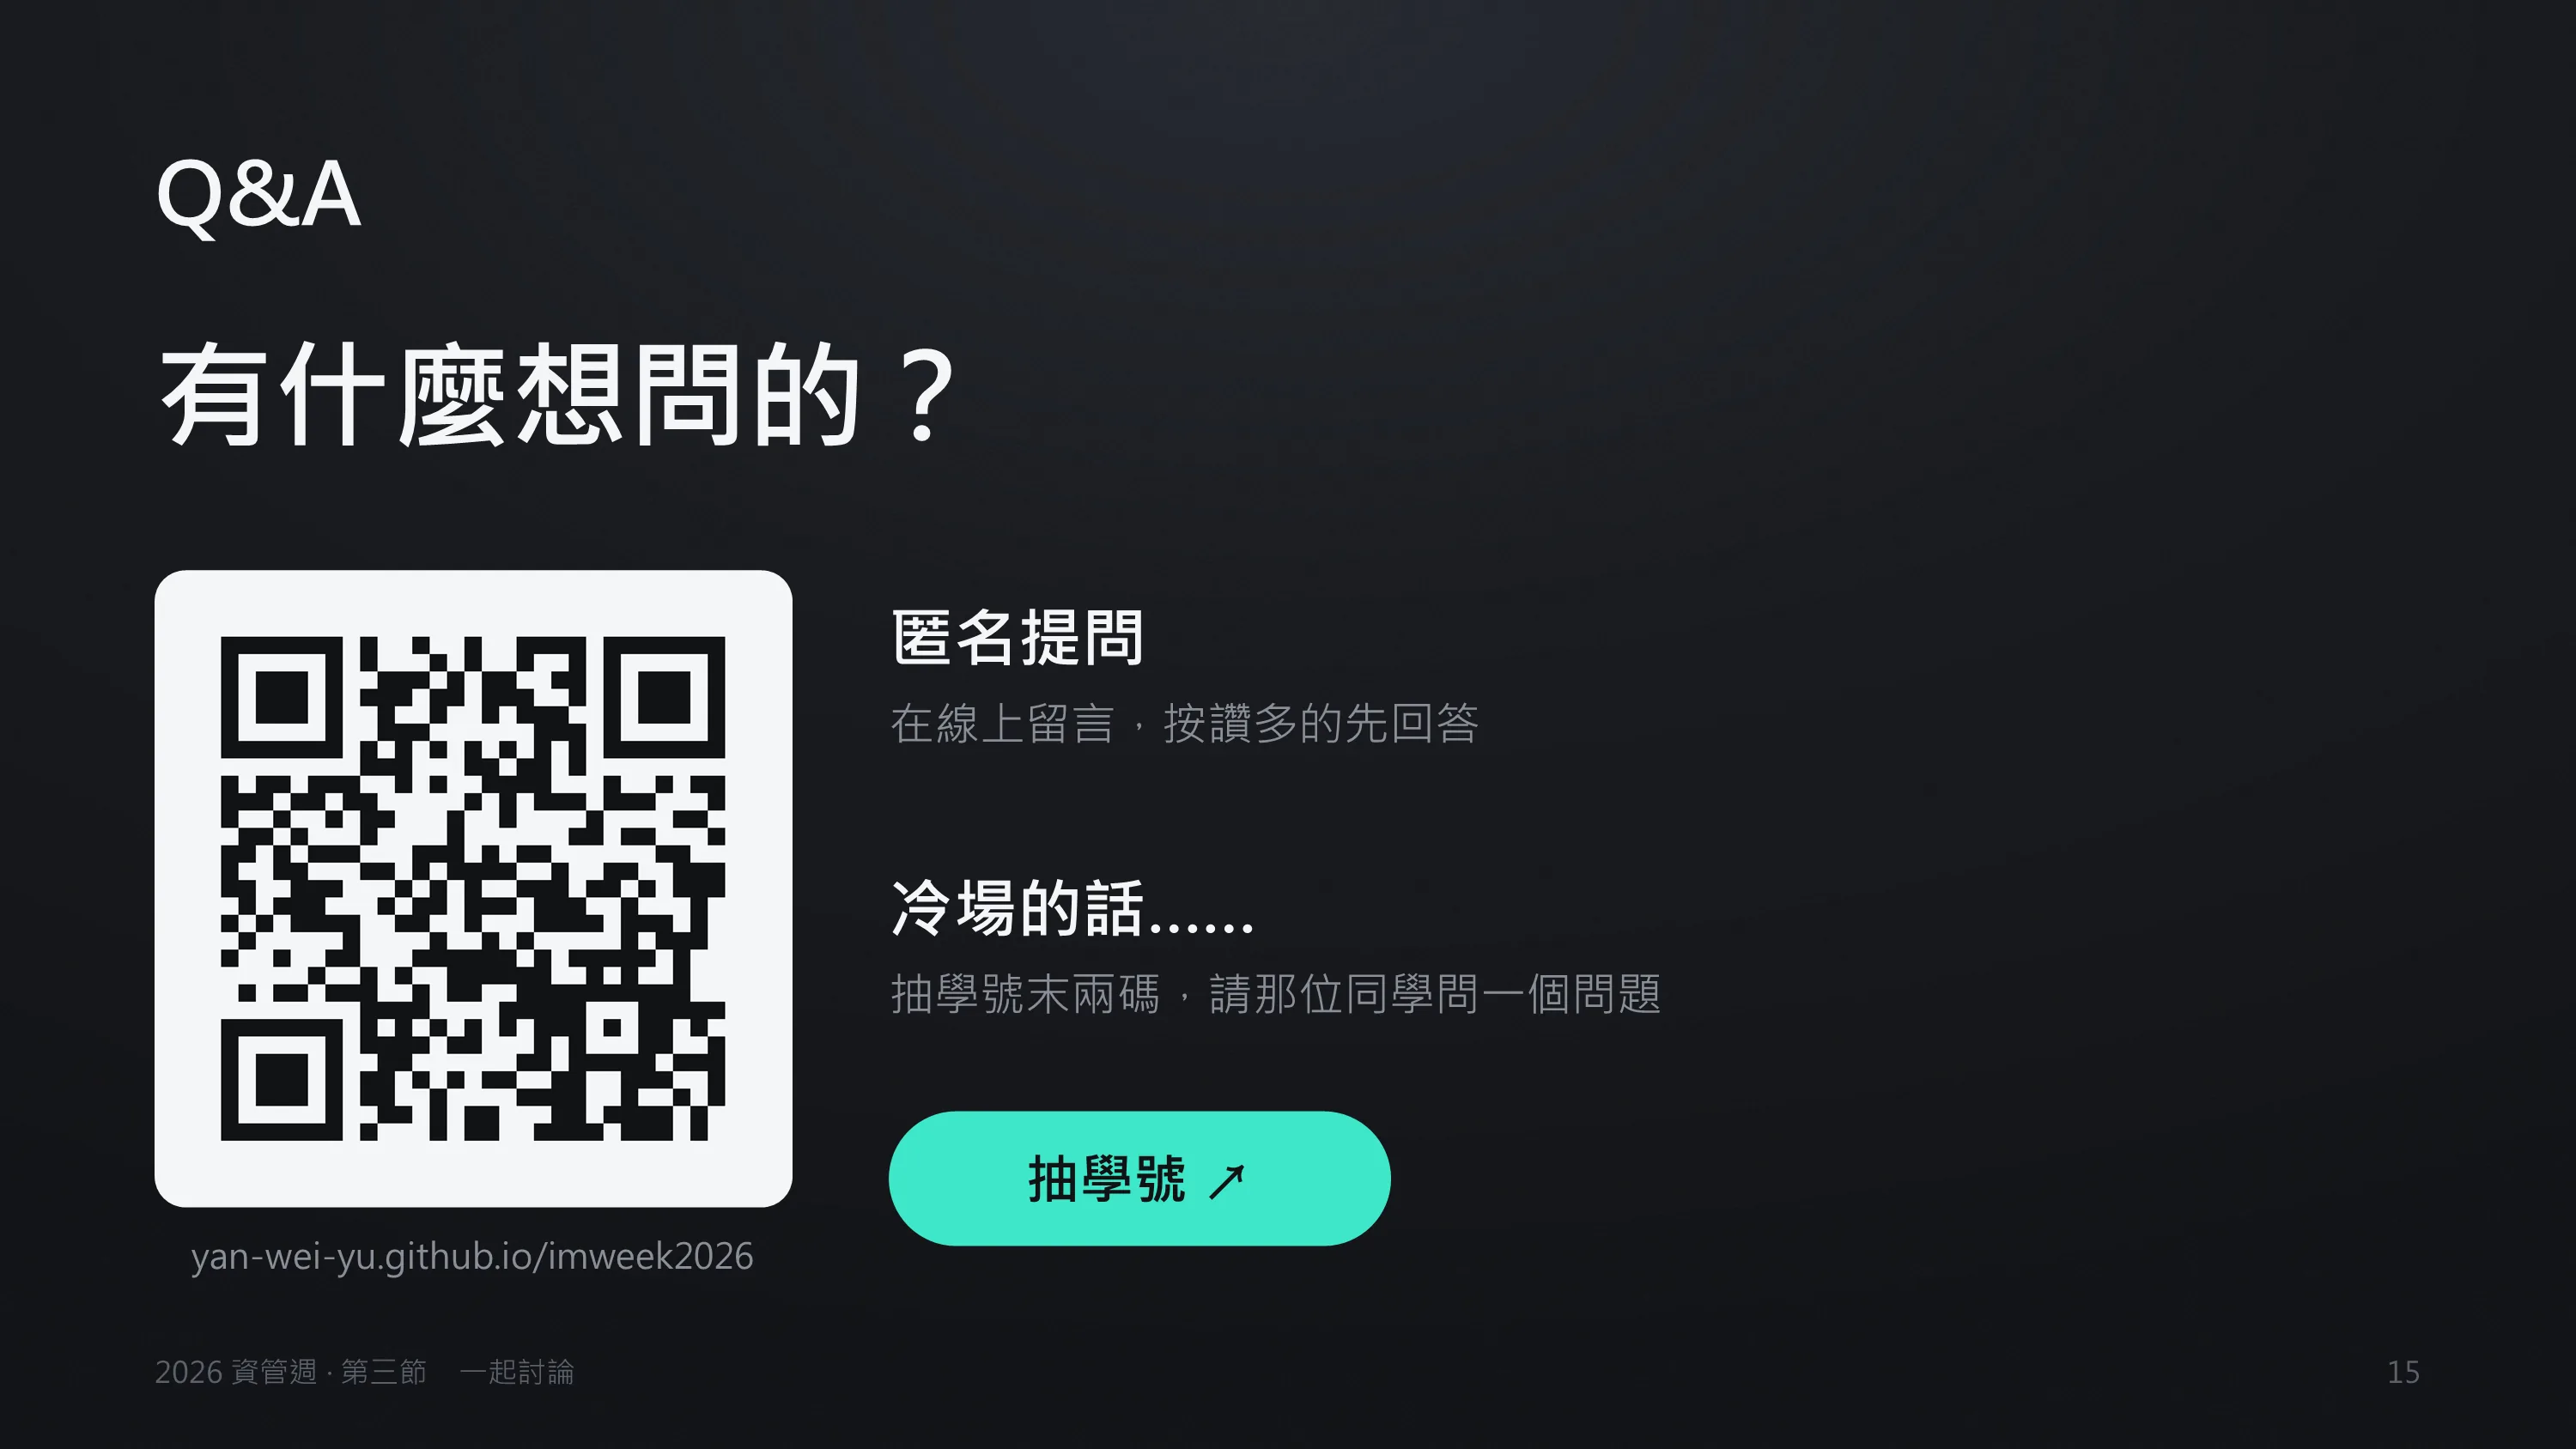 Q&A
有什麼想問的？
匿名提問
在線上留言，按讚多的先回答
冷場的話……
抽學號末兩碼，請那位同學問一個問題
抽學號 ↗
yan-wei-yu.github.io/imweek2026
2026 資管週 · 第三節　一起討論
15